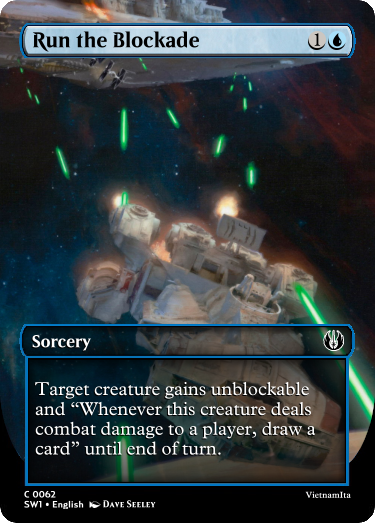 Run the Blockade 1
Sorcery
Target creature gains unblockable
and “Whenever this creature deals
combat damage to a player, draw a
card” until end of turn.
C 0062
SW1 • English Dave Seeley
VietnamIta